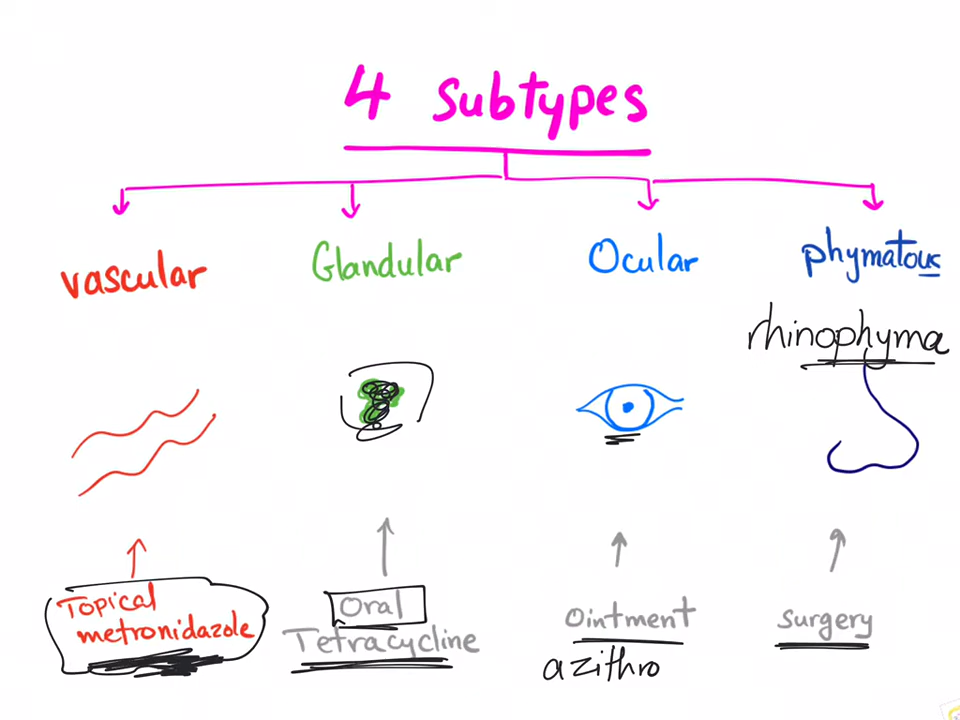 4 Subtypes
vascular
Glandular
Ocular
phymatous
rhinophyma
Topical
metronidazole
Oral
Tetracycline
Ointment
azithro
Surgery